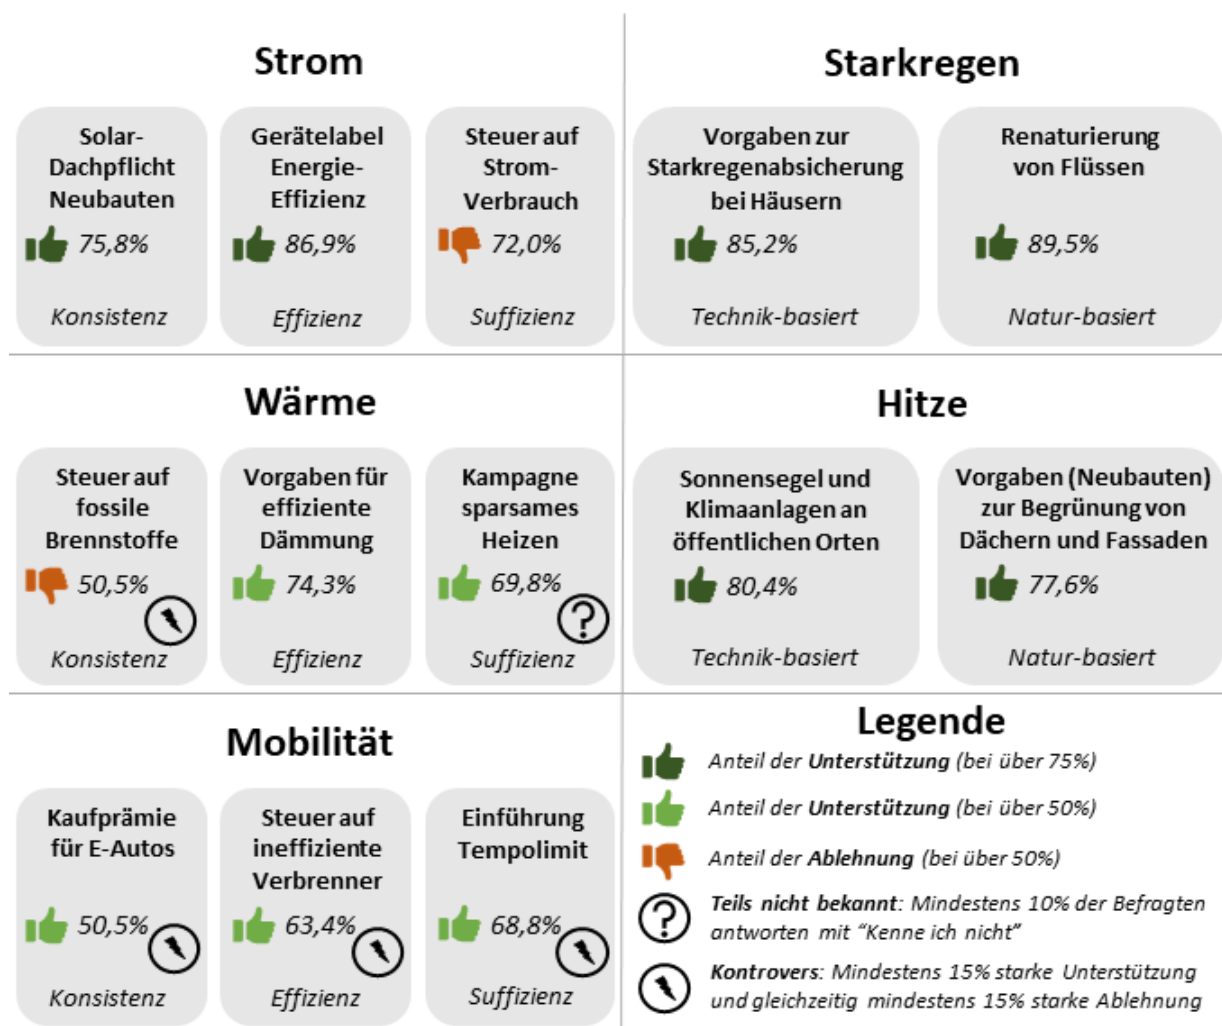 Strom
Solar-
Dachpflicht
Neubauten
75,8%
Konsistenz
Gerätelabel
Energie-
Effizienz
86,9%
Effizienz
Steuer auf
Strom-
Verbrauch
72,0%
Suffizienz
Starkregen
Vorgaben zur
Starkregenabsicherung
bei Häusern
85,2%
Technik-basiert
Renaturierung
von Flüssen
89,5%
Natur-basiert
Wärme
Steuer auf
fossile
Brennstoffe
50,5%
Konsistenz
Vorgaben für
effiziente
Dämmung
74,3%
Effizienz
Kampagne
sparsames
Heizen
69,8%
?
Suffizienz
Hitze
Sonnensegel und
Klimaanlagen an
öffentlichen Orten
80,4%
Technik-basiert
Vorgaben (Neubauten)
zur Begrünung von
Dächern und Fassaden
77,6%
Natur-basiert
Mobilität
Kaufprämie
für E-Autos
50,5%
Konsistenz
Steuer auf
ineffiziente
Verbrenner
63,4%
Effizienz
Einführung
Tempolimit
68,8%
Suffizienz
Legende
Anteil der Unterstützung (bei über 75%)
Anteil der Unterstützung (bei über 50%)
Anteil der Ablehnung (bei über 50%)
?
Teils nicht bekannt: Mindestens 10% der Befragten
antworten mit “Kenne ich nicht”
Kontrovers: Mindestens 15% starke Unterstützung
und gleichzeitig mindestens 15% starke Ablehnung